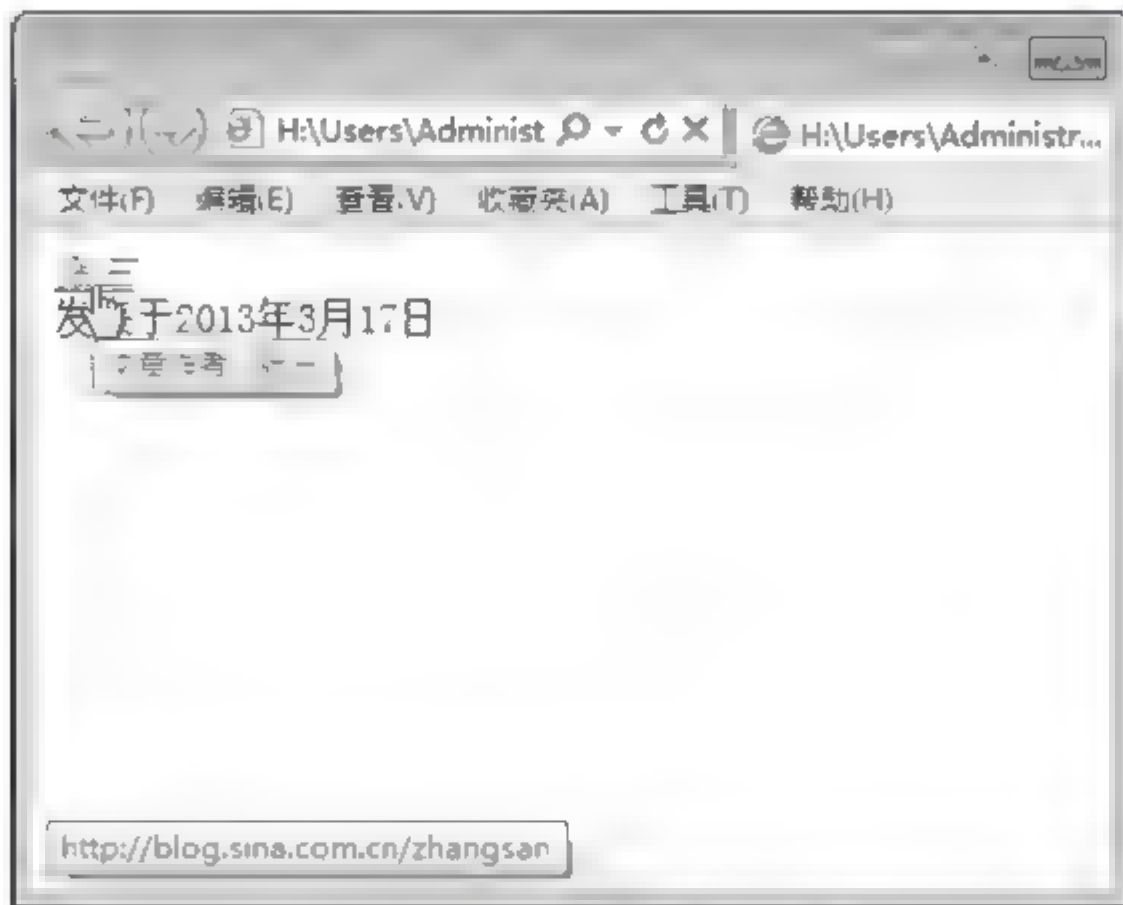 H:\Users\Administ
H:\Users\Administr...
文件(F) 编辑(E) 查看(V) 收藏夹(A) 工具(T) 帮助(H)
于2013年3月17日
http://blog.sina.com.cn/zhangsan